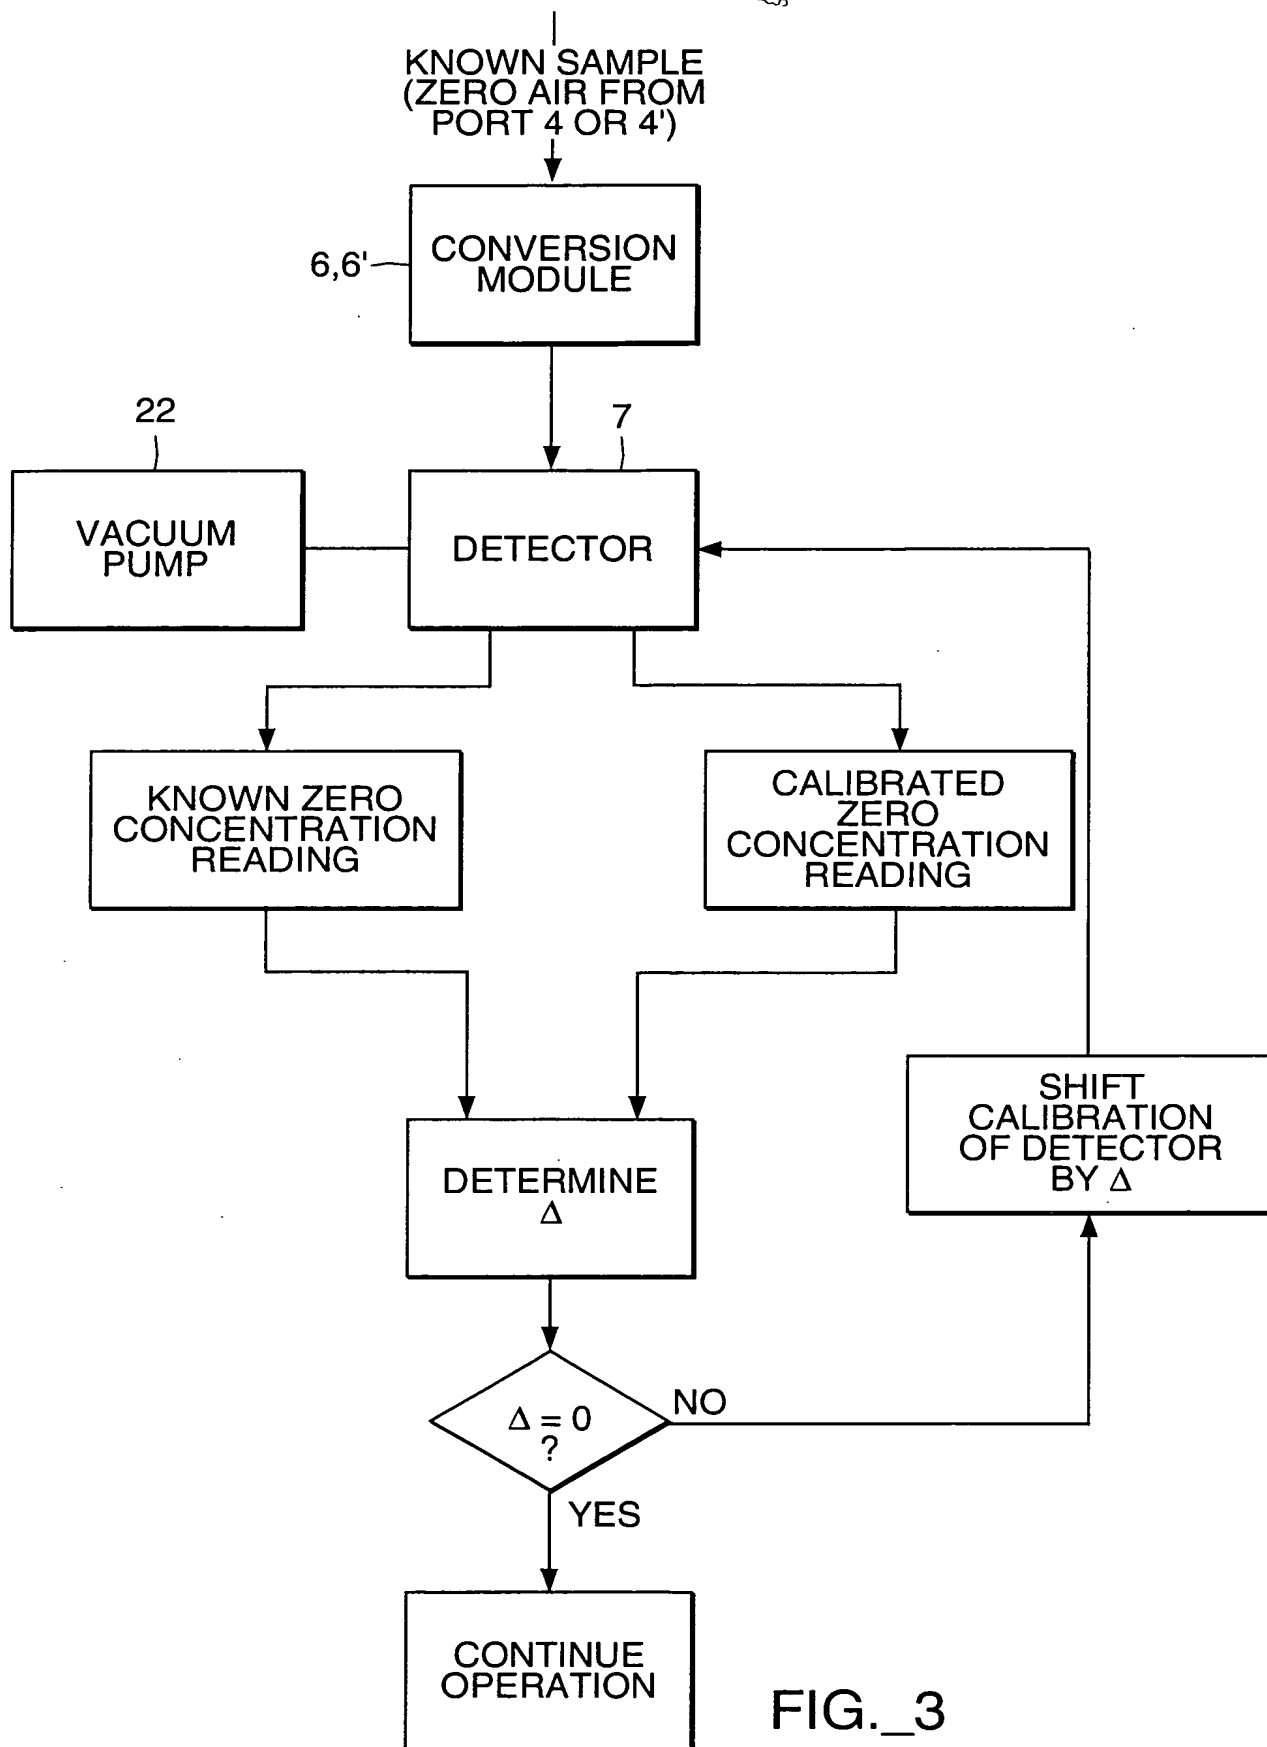 KNOWN SAMPLE
(ZERO AIR FROM
PORT 4 OR 4')
CONVERSION
MODULE
6,6'
22
7
VACUUM
PUMP
DETECTOR
KNOWN ZERO
CONCENTRATION
READING
CALIBRATED
ZERO
CONCENTRATION
READING
SHIFT
CALIBRATION
OF DETECTOR
BY Δ
DETERMINE
Δ
Δ = 0
?
NO
YES
CONTINUE
OPERATION
FIG._3